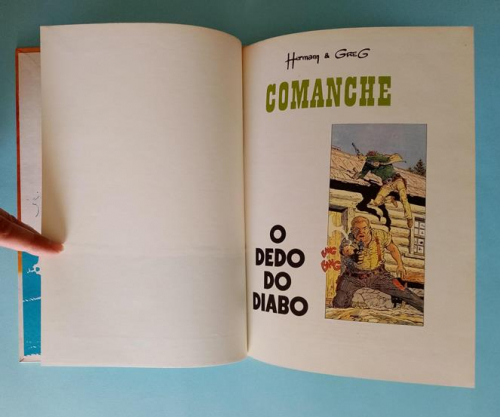 Hermann & GREG
COMANCHE
O
DEDO
DO
DIABO